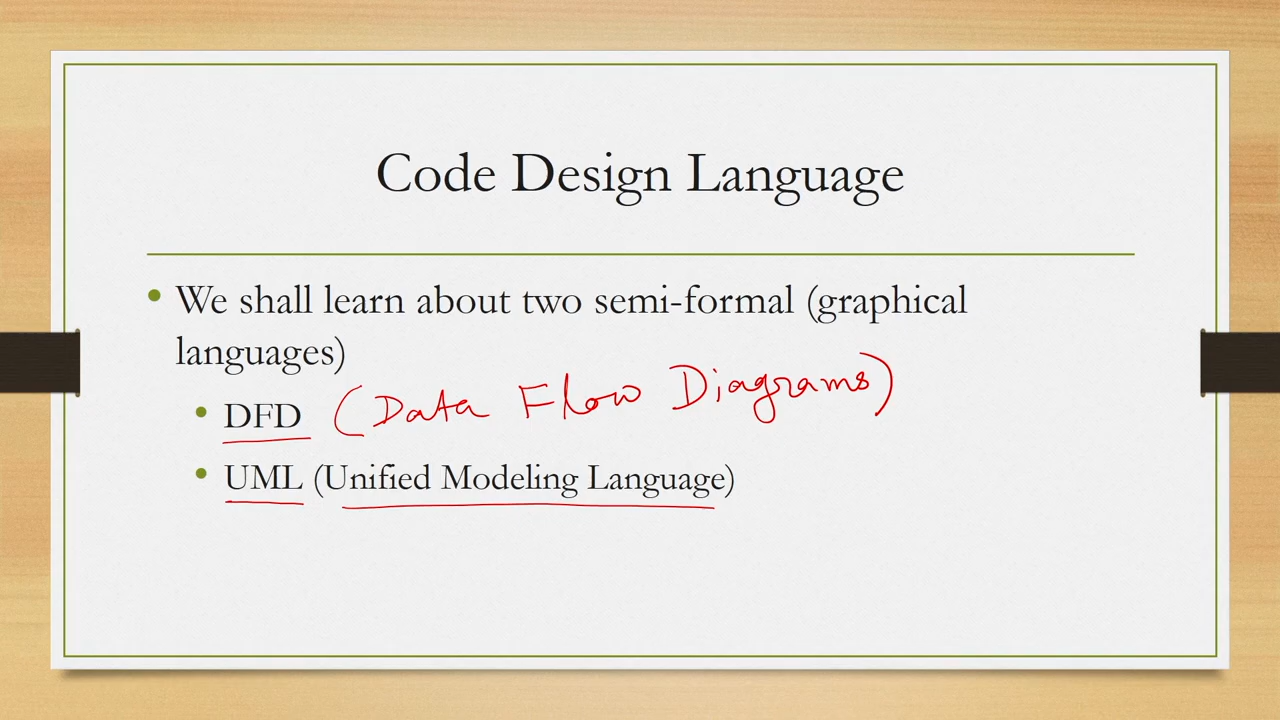 Code Design Language
• We shall learn about two semi-formal (graphical
languages)
• DFD (Data Flow Diagrams)
• UML (Unified Modeling Language)